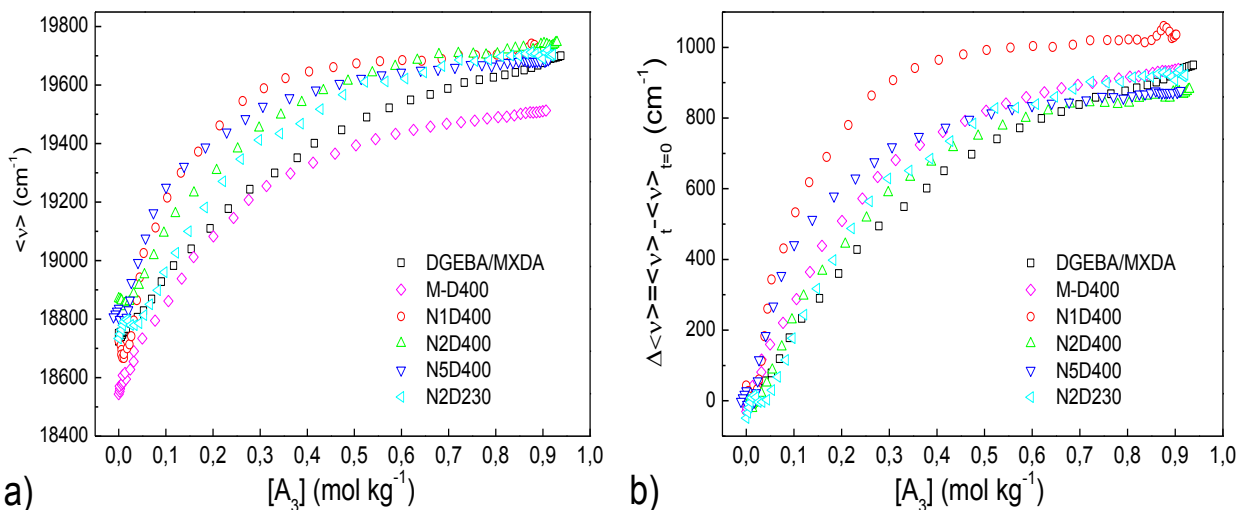 19800
19600
19400
19200
19000
18800
18600
18400
<ν> (cm⁻¹)
0,0 0,1 0,2 0,3 0,4 0,5 0,6 0,7 0,8 0,9 1,0
[A₃] (mol kg⁻¹)
DGEBA/MXDA
M-D400
N1D400
N2D400
N5D400
N2D230
a)
1000
800
600
400
200
0
Δ<ν>=<ν>ₜ-<ν>ₜ₌₀ (cm⁻¹)
0,0 0,1 0,2 0,3 0,4 0,5 0,6 0,7 0,8 0,9 1,0
[A₃] (mol kg⁻¹)
DGEBA/MXDA
M-D400
N1D400
N2D400
N5D400
N2D230
b)